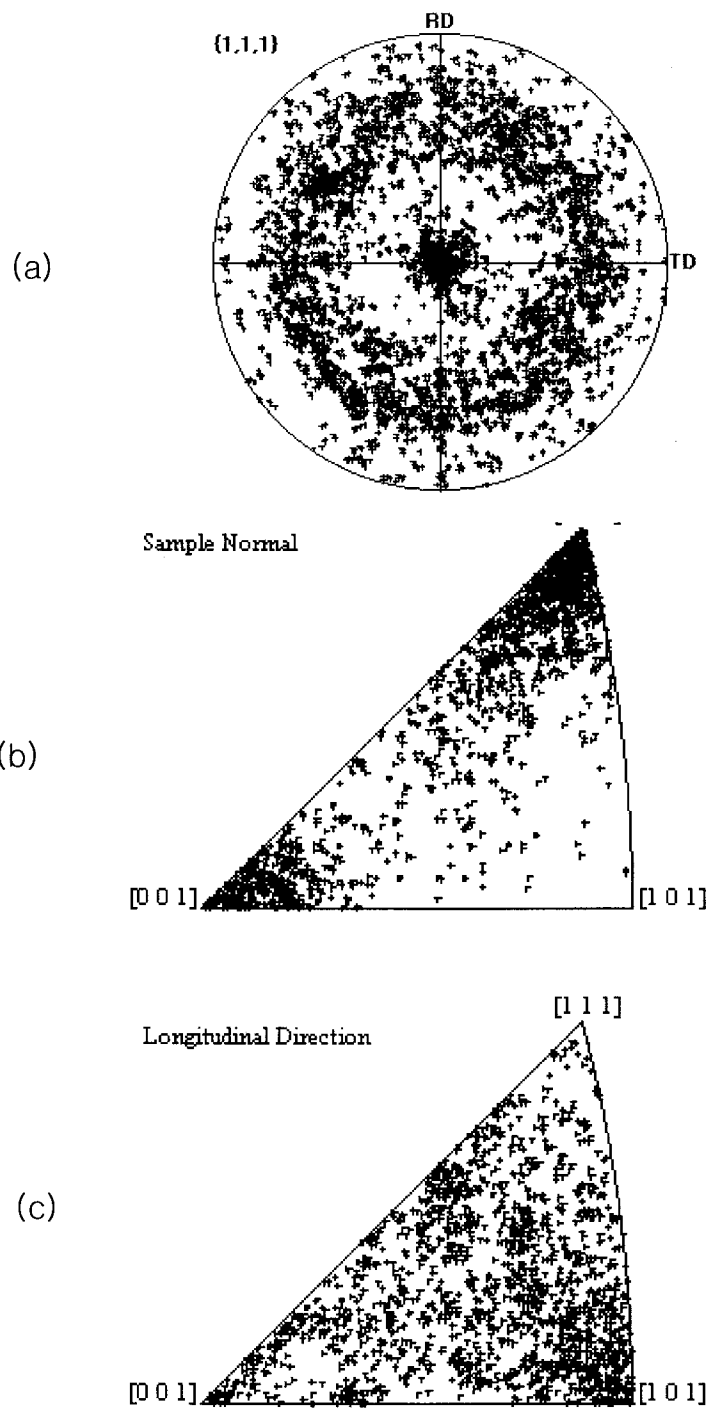 RD
{1,1,1}
(a)
TD
Sample Normal
(b)
[0 0 1]
[1 0 1]
[1 1 1]
Longitudinal Direction
(c)
[0 0 1]
[1 0 1]